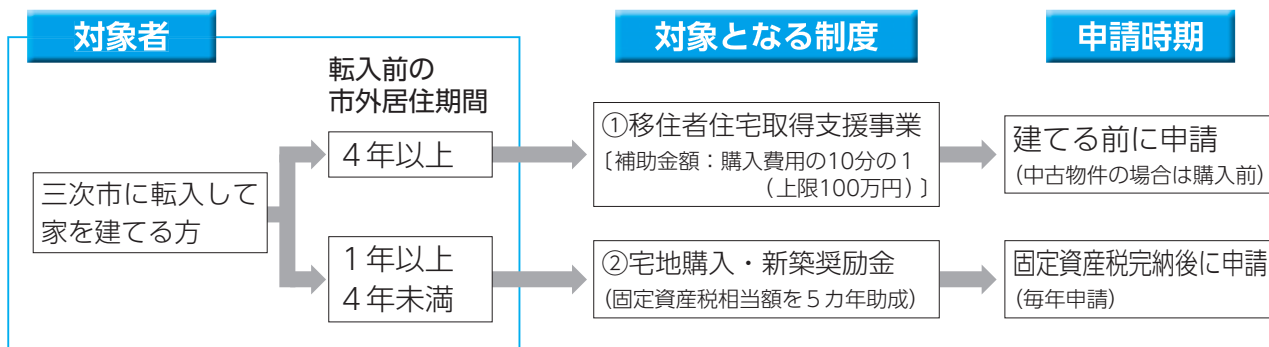 対象者
対象となる制度
申請時期
転入前の
市外居住期間
三次市に転入して
家を建てる方
４年以上
①移住者住宅取得支援事業
〔補助金額：購入費用の10分の１
（上限100万円）〕
建てる前に申請
(中古物件の場合は購入前)
１年以上
４年未満
②宅地購入・新築奨励金
(固定資産税相当額を５カ年助成)
固定資産税完納後に申請
(毎年申請)